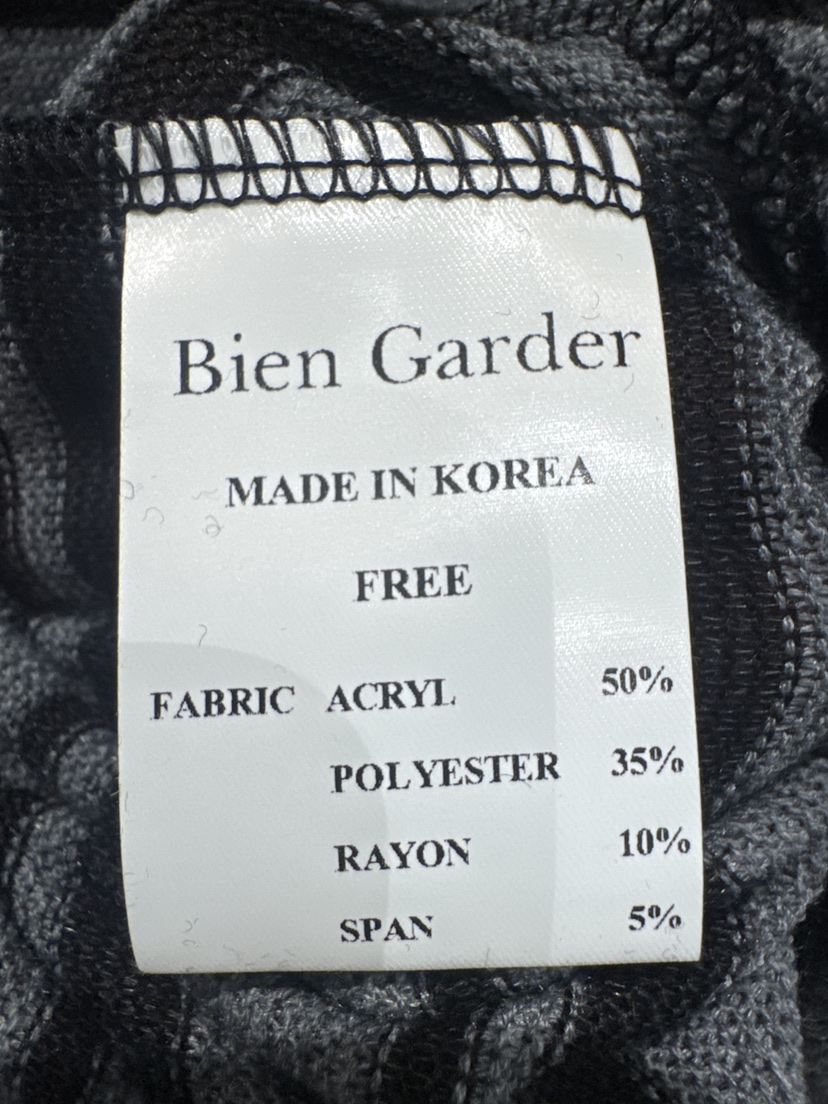 Bien Garder
MADE IN KOREA
FREE
FABRIC ACRYL 50%
POLYESTER 35%
RAYON 10%
SPAN 5%